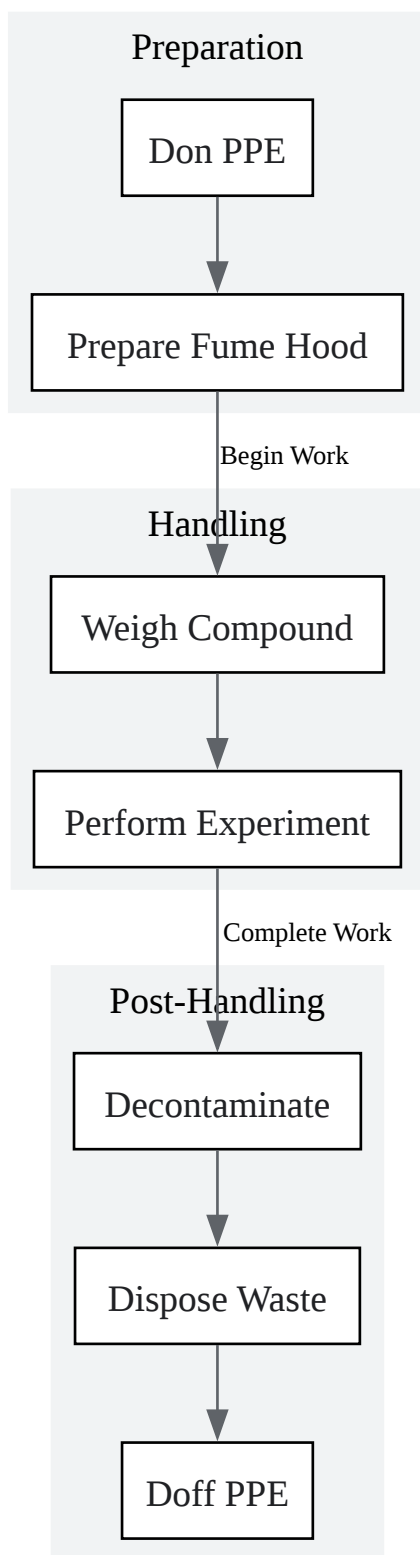 Preparation
Don PPE
Prepare Fume Hood
Begin Work
Handling
Weigh Compound
Perform Experiment
Complete Work
Post-Handling
Decontaminate
Dispose Waste
Doff PPE